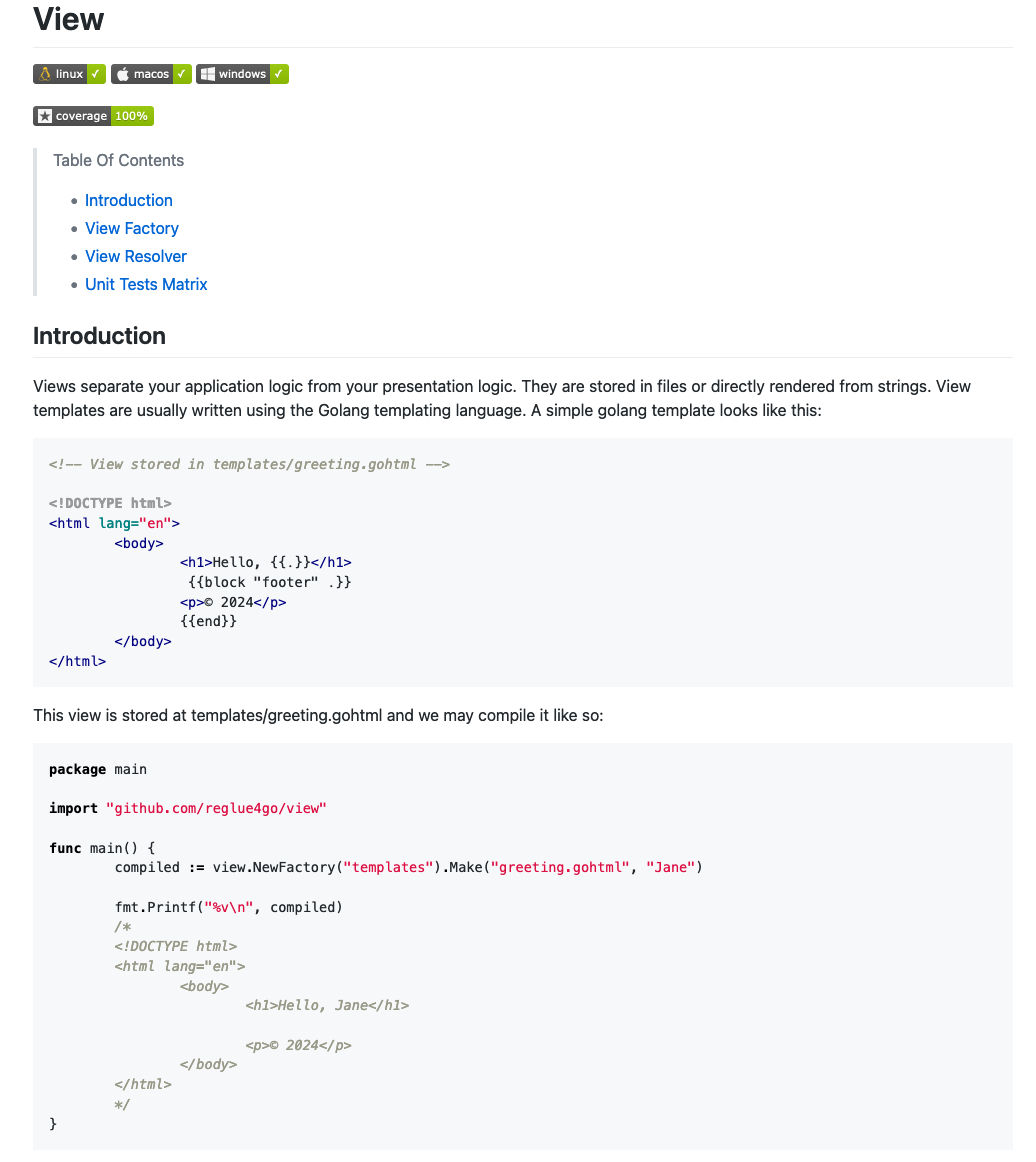 View
linux ✓ macos ✓ windows ✓
coverage 100%
Table Of Contents
• Introduction
• View Factory
• View Resolver
• Unit Tests Matrix
Introduction
Views separate your application logic from your presentation logic. They are stored in files or directly rendered from strings. View
templates are usually written using the Golang templating language. A simple golang template looks like this:
<!-- View stored in templates/greeting.gohtml -->
<!DOCTYPE html>
<html lang="en">
<body>
<h1>Hello, {{.}}</h1>
{{block "footer" .}}
<p>© 2024</p>
{{end}}
</body>
</html>
This view is stored at templates/greeting.gohtml and we may compile it like so:
package main
import "github.com/reglue4go/view"
func main() {
compiled := view.NewFactory("templates").Make("greeting.gohtml", "Jane")
fmt.Printf("%v\n", compiled)
/*
<!DOCTYPE html>
<html lang="en">
<body>
<h1>Hello, Jane</h1>
<p>© 2024</p>
</body>
</html>
*/
}